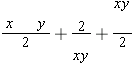 x y/2 + 2/xy + xy/2